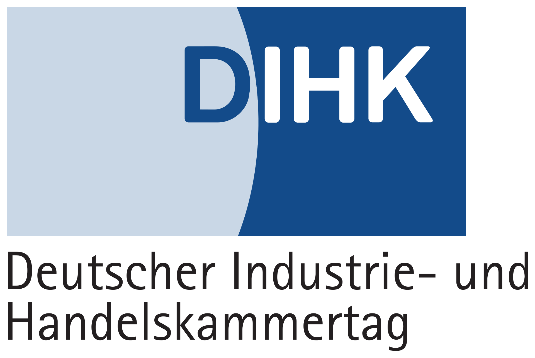 DIHK
Deutscher Industrie- und
Handelskammertag